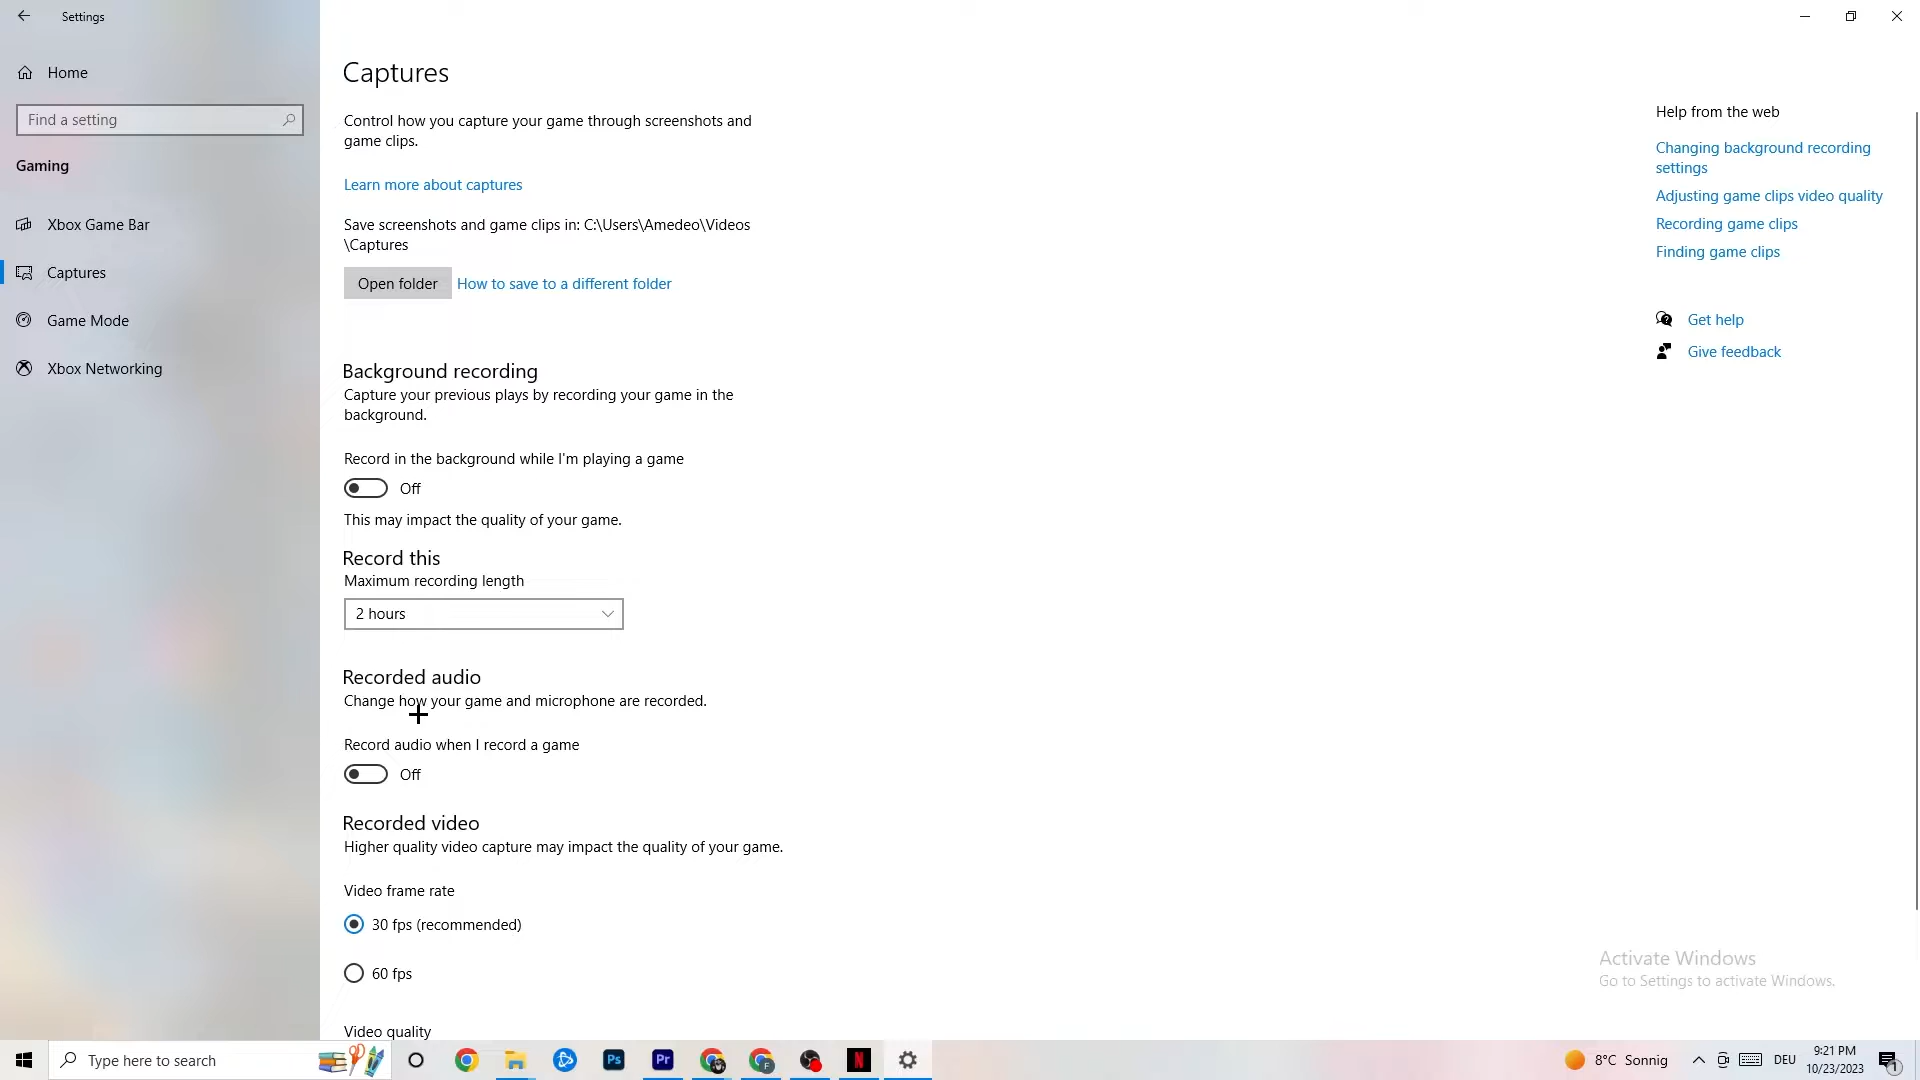 Settings
Home
Find a setting
Gaming
Xbox Game Bar
Captures
Game Mode
Xbox Networking
Captures
Control how you capture your game through screenshots and
game clips.
Learn more about captures
Save screenshots and game clips in: C:\Users\Amedeo\Videos
\Captures
Open folder
How to save to a different folder
Background recording
Capture your previous plays by recording your game in the
background.
Record in the background while I'm playing a game
Off
This may impact the quality of your game.
Record this
Maximum recording length
2 hours
Recorded audio
Change how your game and microphone are recorded.
Record audio when I record a game
Off
Recorded video
Higher quality video capture may impact the quality of your game.
Video frame rate
30 fps (recommended)
60 fps
Video quality
Help from the web
Changing background recording
settings
Adjusting game clips video quality
Recording game clips
Finding game clips
Get help
Give feedback
Activate Windows
Go to Settings to activate Windows.
Type here to search
Ps
Pr
F
N
8°C Sonnig
DEU
9:21 PM
10/23/2023
1